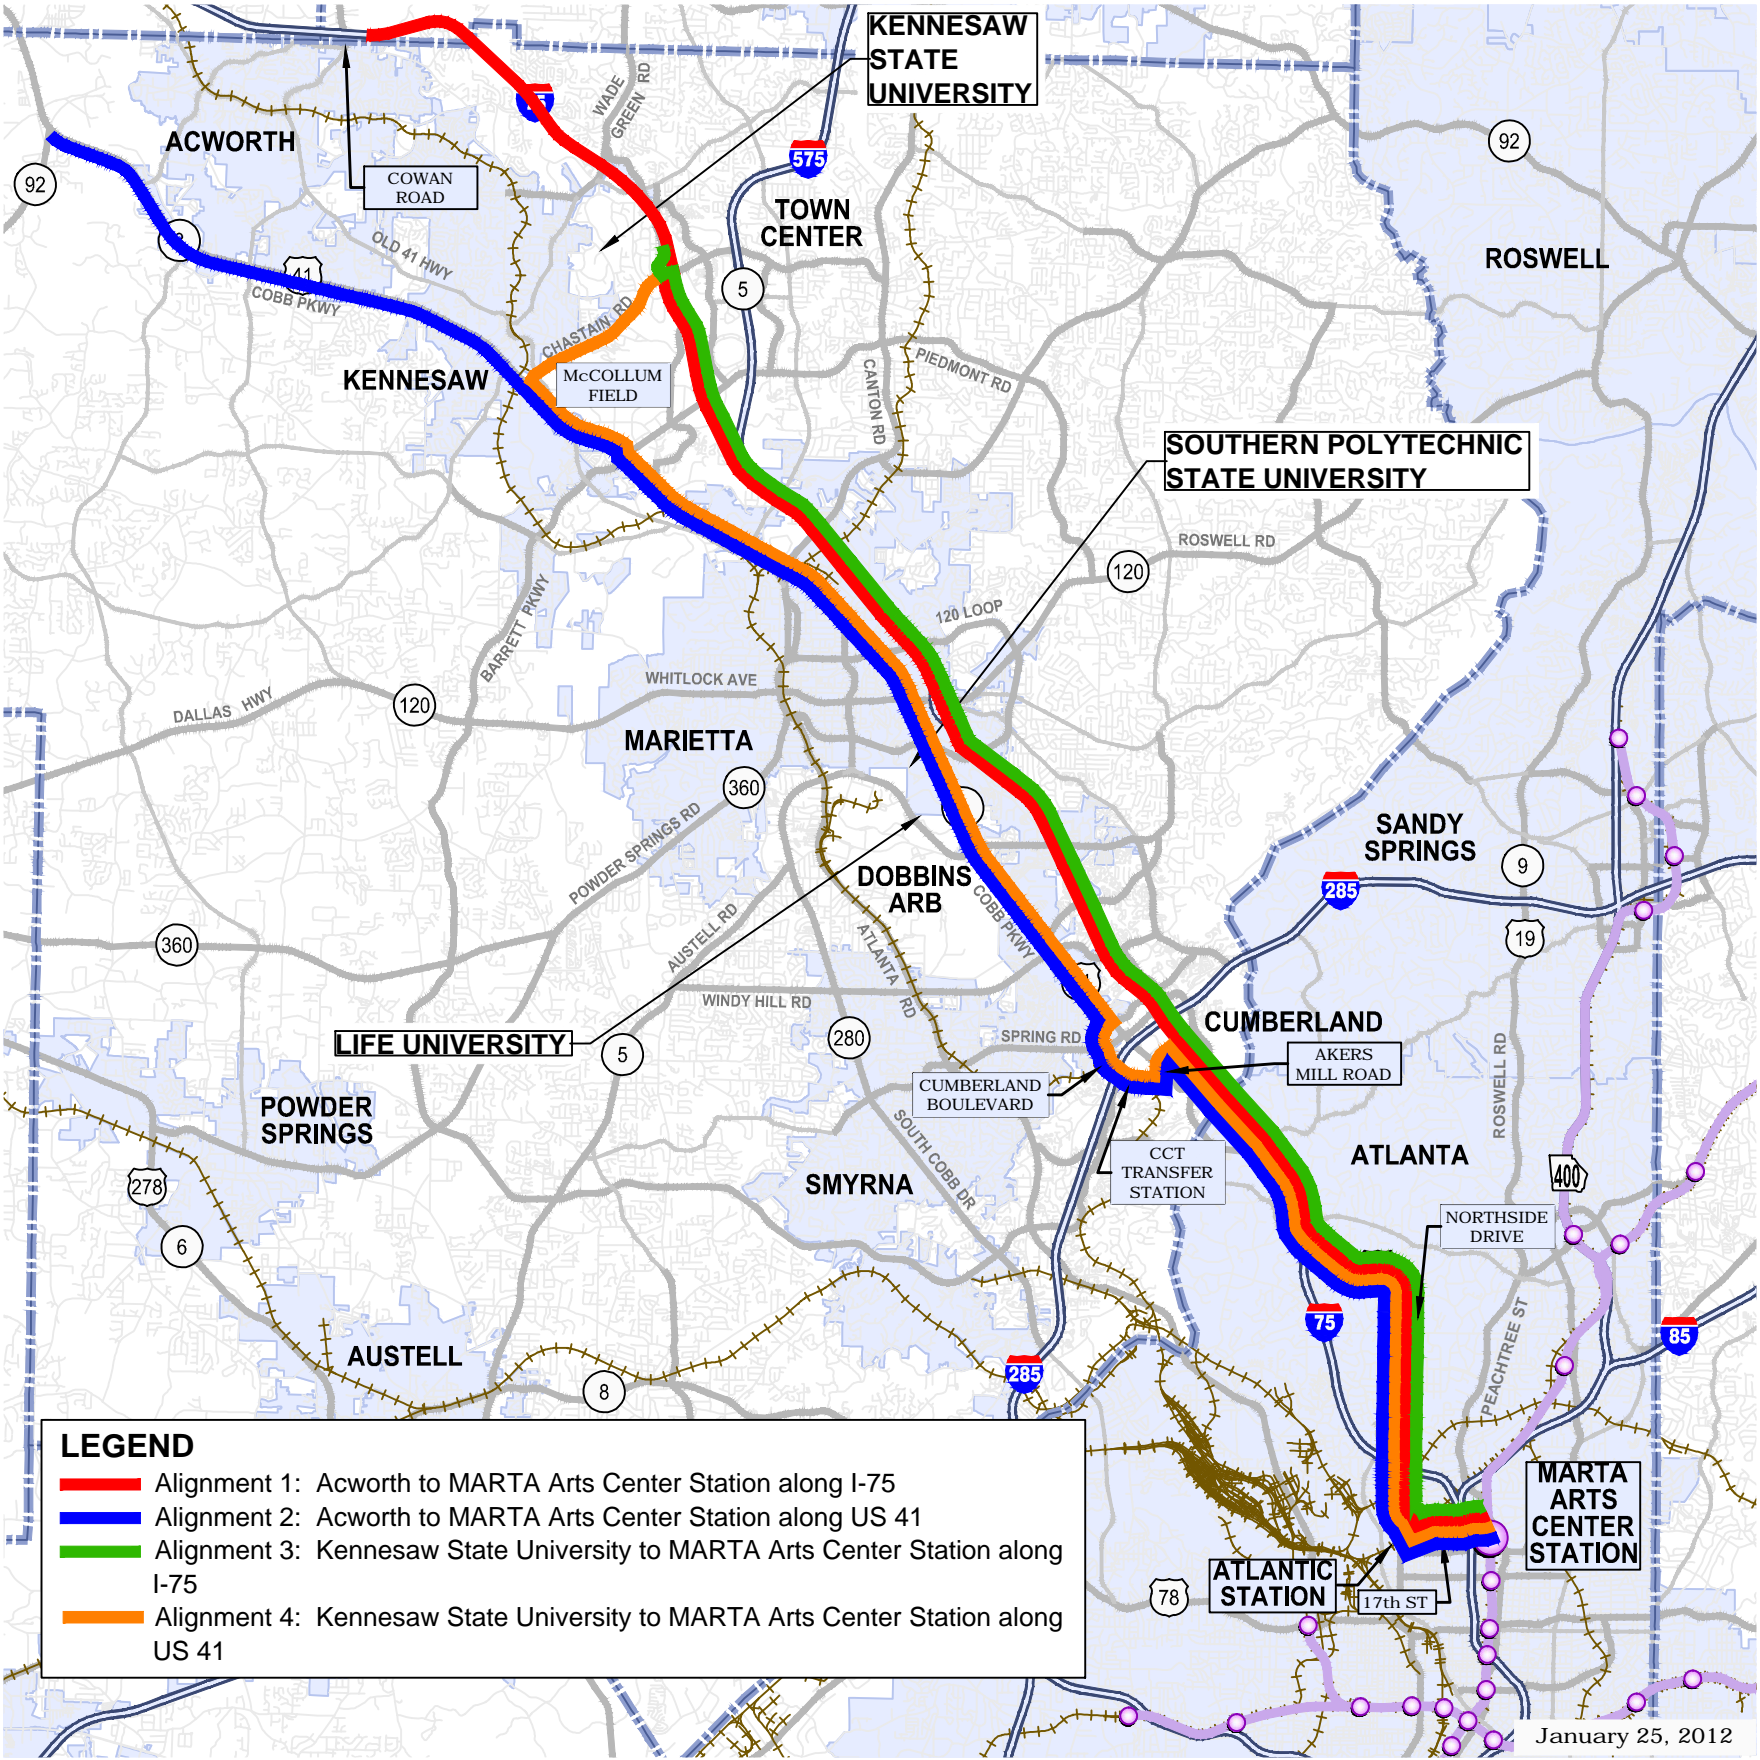 KENNESAW
STATE
UNIVERSITY
WADE
GREEN RD
ACWORTH
92
COWAN
ROAD
575
TOWN
CENTER
92
ROSWELL
OLD 41 HWY
41
COBB PKWY
5
CHASTAIN RD
KENNESAW
McCOLLUM
FIELD
CANTON RD
PIEDMONT RD
SOUTHERN POLYTECHNIC
STATE UNIVERSITY
ROSWELL RD
120
120 LOOP
BARRETT PKWY
WHITLOCK AVE
DALLAS HWY
120
MARIETTA
360
POWDER SPRINGS RD
SANDY
SPRINGS
9
285
DOBBINS
ARB
COBB PKWY
AUSTELL RD
ATLANTA RD
360
19
WINDY HILL RD
280
SPRING RD
CUMBERLAND
LIFE UNIVERSITY
5
CUMBERLAND
BOULEVARD
AKERS
MILL ROAD
ROSWELL RD
POWDER
SPRINGS
SOUTH COBB DR
CCT
TRANSFER
STATION
ATLANTA
278
SMYRNA
400
6
NORTHSIDE
DRIVE
75
85
PEACHTREE ST
AUSTELL
285
8
LEGEND
Alignment 1: Acworth to MARTA Arts Center Station along I-75
Alignment 2: Acworth to MARTA Arts Center Station along US 41
Alignment 3: Kennesaw State University to MARTA Arts Center Station along
I-75
Alignment 4: Kennesaw State University to MARTA Arts Center Station along
US 41
MARTA
ARTS
CENTER
STATION
ATLANTIC
STATION
17th ST
78
January 25, 2012